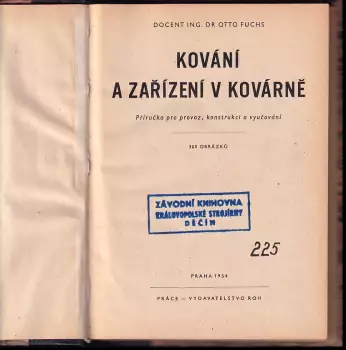 DOCENT ING. DR OTTO FUCHS
KOVÁNÍ
A ZAŘÍZENÍ V KOVÁRNĚ
Příručka pro provoz, konstrukci a vyučování
ZÁVODNÍ KNIHOVNA
KRÁLOVOPOLSKÉ STROJÍRNY
DĚČÍN
225
PRAHA 1954
PRÁCE – VYDAVATELSTVO ROH